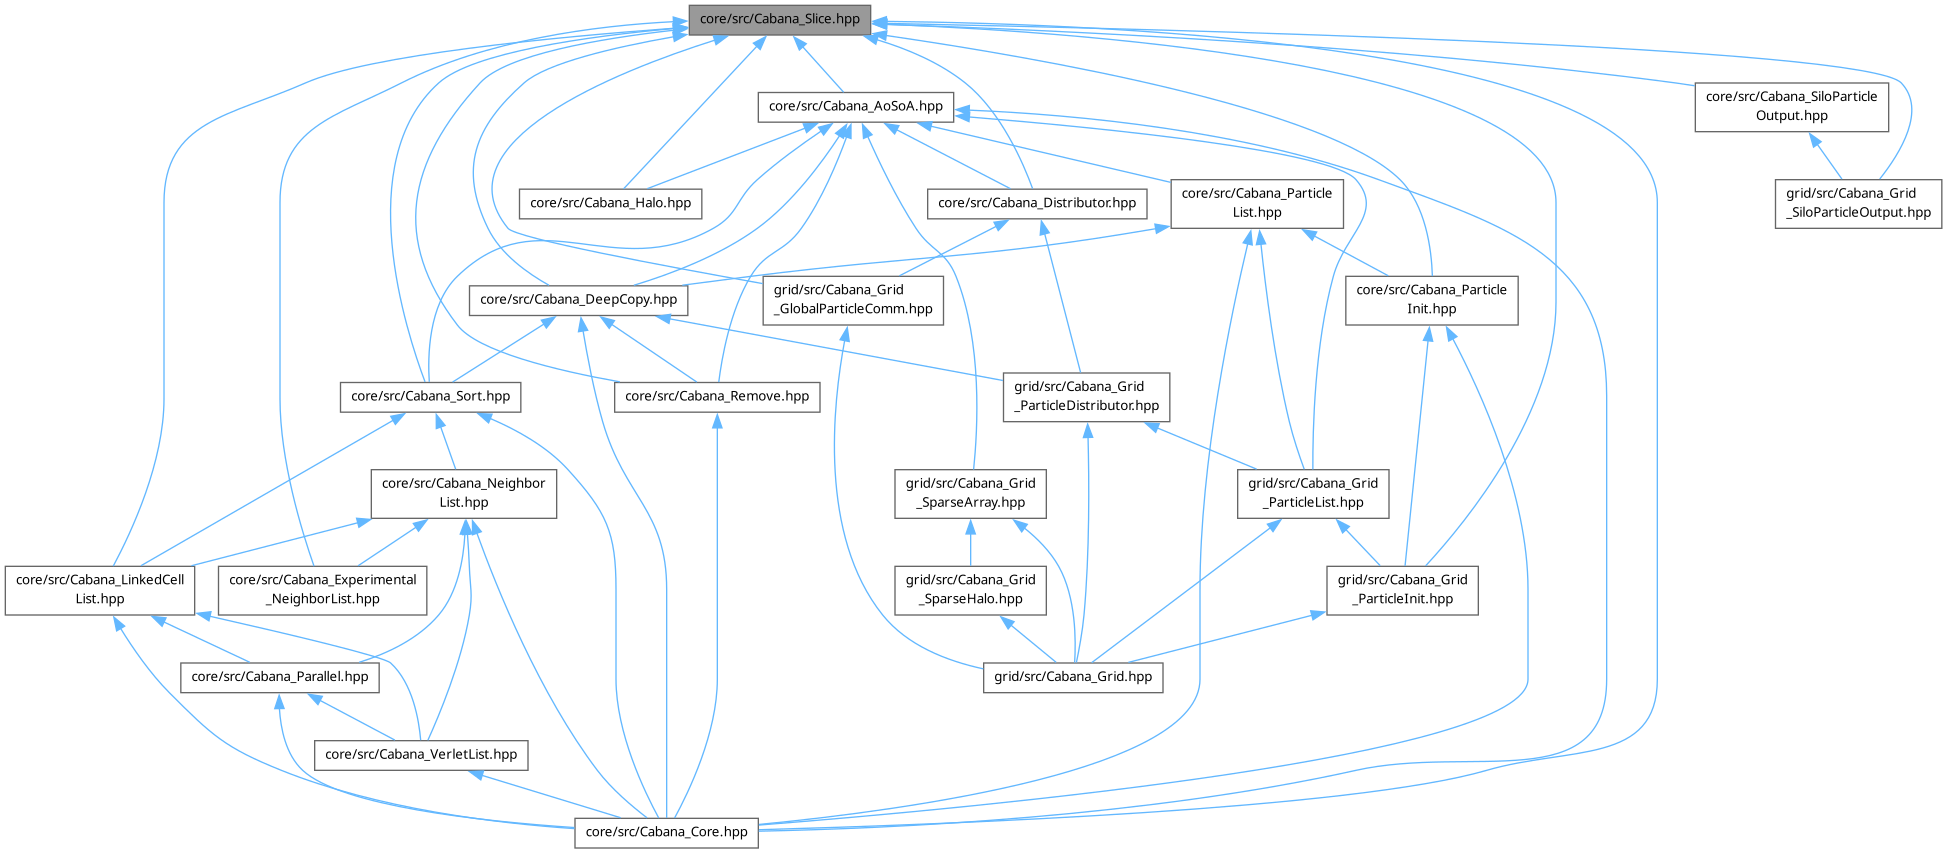 core/src/Cabana_Slice.hpp
core/src/Cabana_AoSoA.hpp
core/src/Cabana_SiloParticle
Output.hpp
core/src/Cabana_Halo.hpp
core/src/Cabana_Distributor.hpp
core/src/Cabana_Particle
List.hpp
grid/src/Cabana_Grid
_SiloParticleOutput.hpp
core/src/Cabana_DeepCopy.hpp
grid/src/Cabana_Grid
_GlobalParticleComm.hpp
core/src/Cabana_Particle
Init.hpp
core/src/Cabana_Sort.hpp
core/src/Cabana_Remove.hpp
grid/src/Cabana_Grid
_ParticleDistributor.hpp
core/src/Cabana_Neighbor
List.hpp
grid/src/Cabana_Grid
_SparseArray.hpp
grid/src/Cabana_Grid
_ParticleList.hpp
core/src/Cabana_LinkedCell
List.hpp
core/src/Cabana_Experimental
_NeighborList.hpp
grid/src/Cabana_Grid
_SparseHalo.hpp
grid/src/Cabana_Grid
_ParticleInit.hpp
core/src/Cabana_Parallel.hpp
grid/src/Cabana_Grid.hpp
core/src/Cabana_VerletList.hpp
core/src/Cabana_Core.hpp